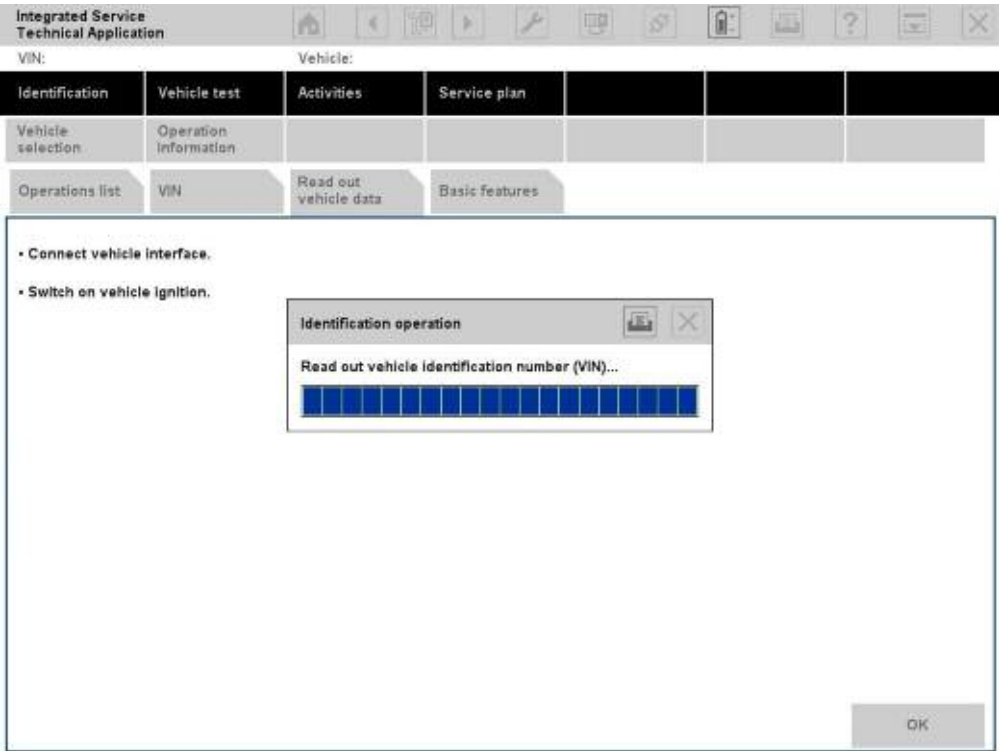 Integrated Service
Technical Application
VIN:
Vehicle:
Identification
Vehicle test
Activities
Service plan
Vehicle
selection
Operation
information
Operations list
VIN
Read out
vehicle data
Basic features
• Connect vehicle interface.
• Switch on vehicle ignition.
Identification operation
Read out vehicle identification number (VIN)...
OK